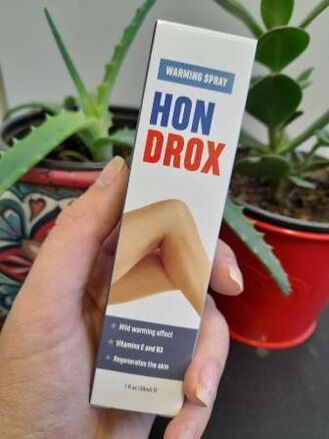 WARMING SPRAY
HON
DROX
+ Mild warming effect
+ Vitamins E and B3
+ Regenerates the skin